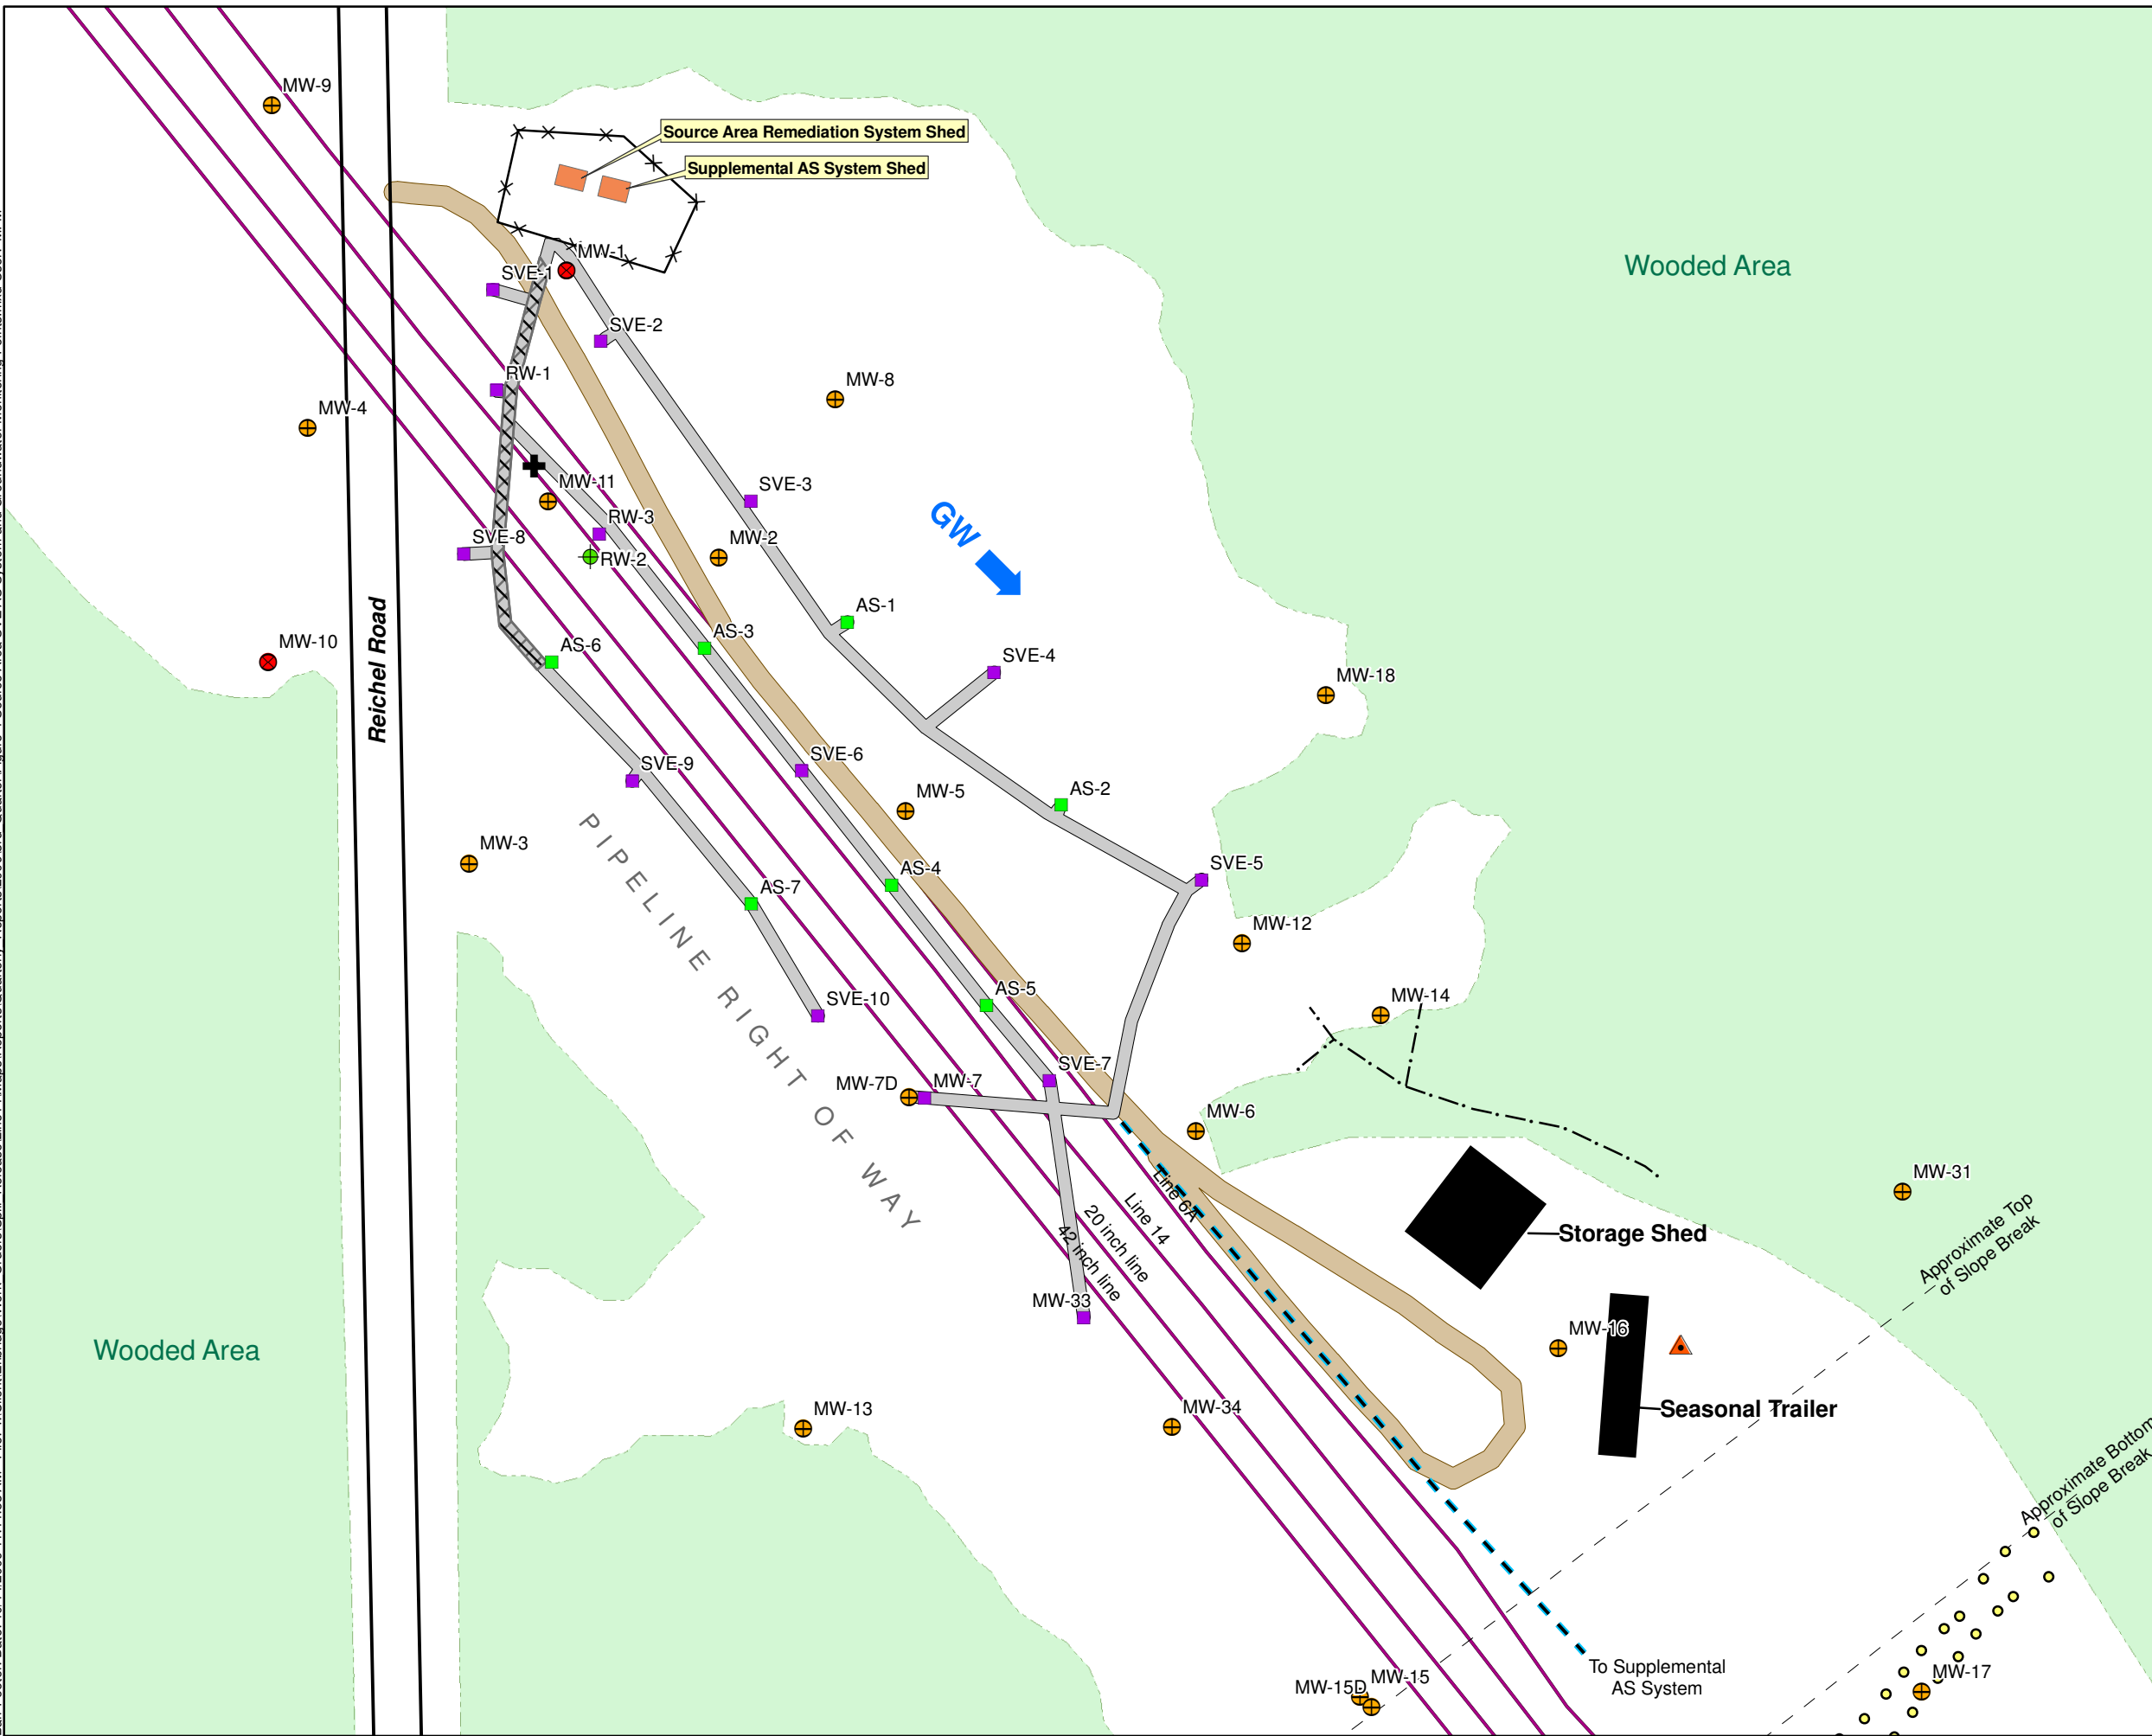 MW-9
Source Area Remediation System Shed
Supplemental AS System Shed
MW-1
SVE-1
Wooded Area
SVE-2
RW-1
MW-8
MW-4
MW-11
SVE-3
RW-3
GW
SVE-8
MW-2
RW-2
AS-1
Reichel Road
AS-3
MW-10
AS-6
SVE-4
MW-18
SVE-6
SVE-9
AS-2
MW-5
MW-3
SVE-5
AS-4
AS-7
MW-12
PIPELINE RIGHT OF WAY
AS-5
SVE-10
MW-14
SVE-7
MW-7D
MW-7
MW-6
MW-31
Line 6A
Line 14
20 inch line
42 inch line
Storage Shed
Approximate Top
of Slope Break
MW-33
MW-16
Wooded Area
Seasonal Trailer
MW-13
MW-34
Approximate Bottom
of Slope Break
To Supplemental
AS System
MW-15
MW-15D
MW-17